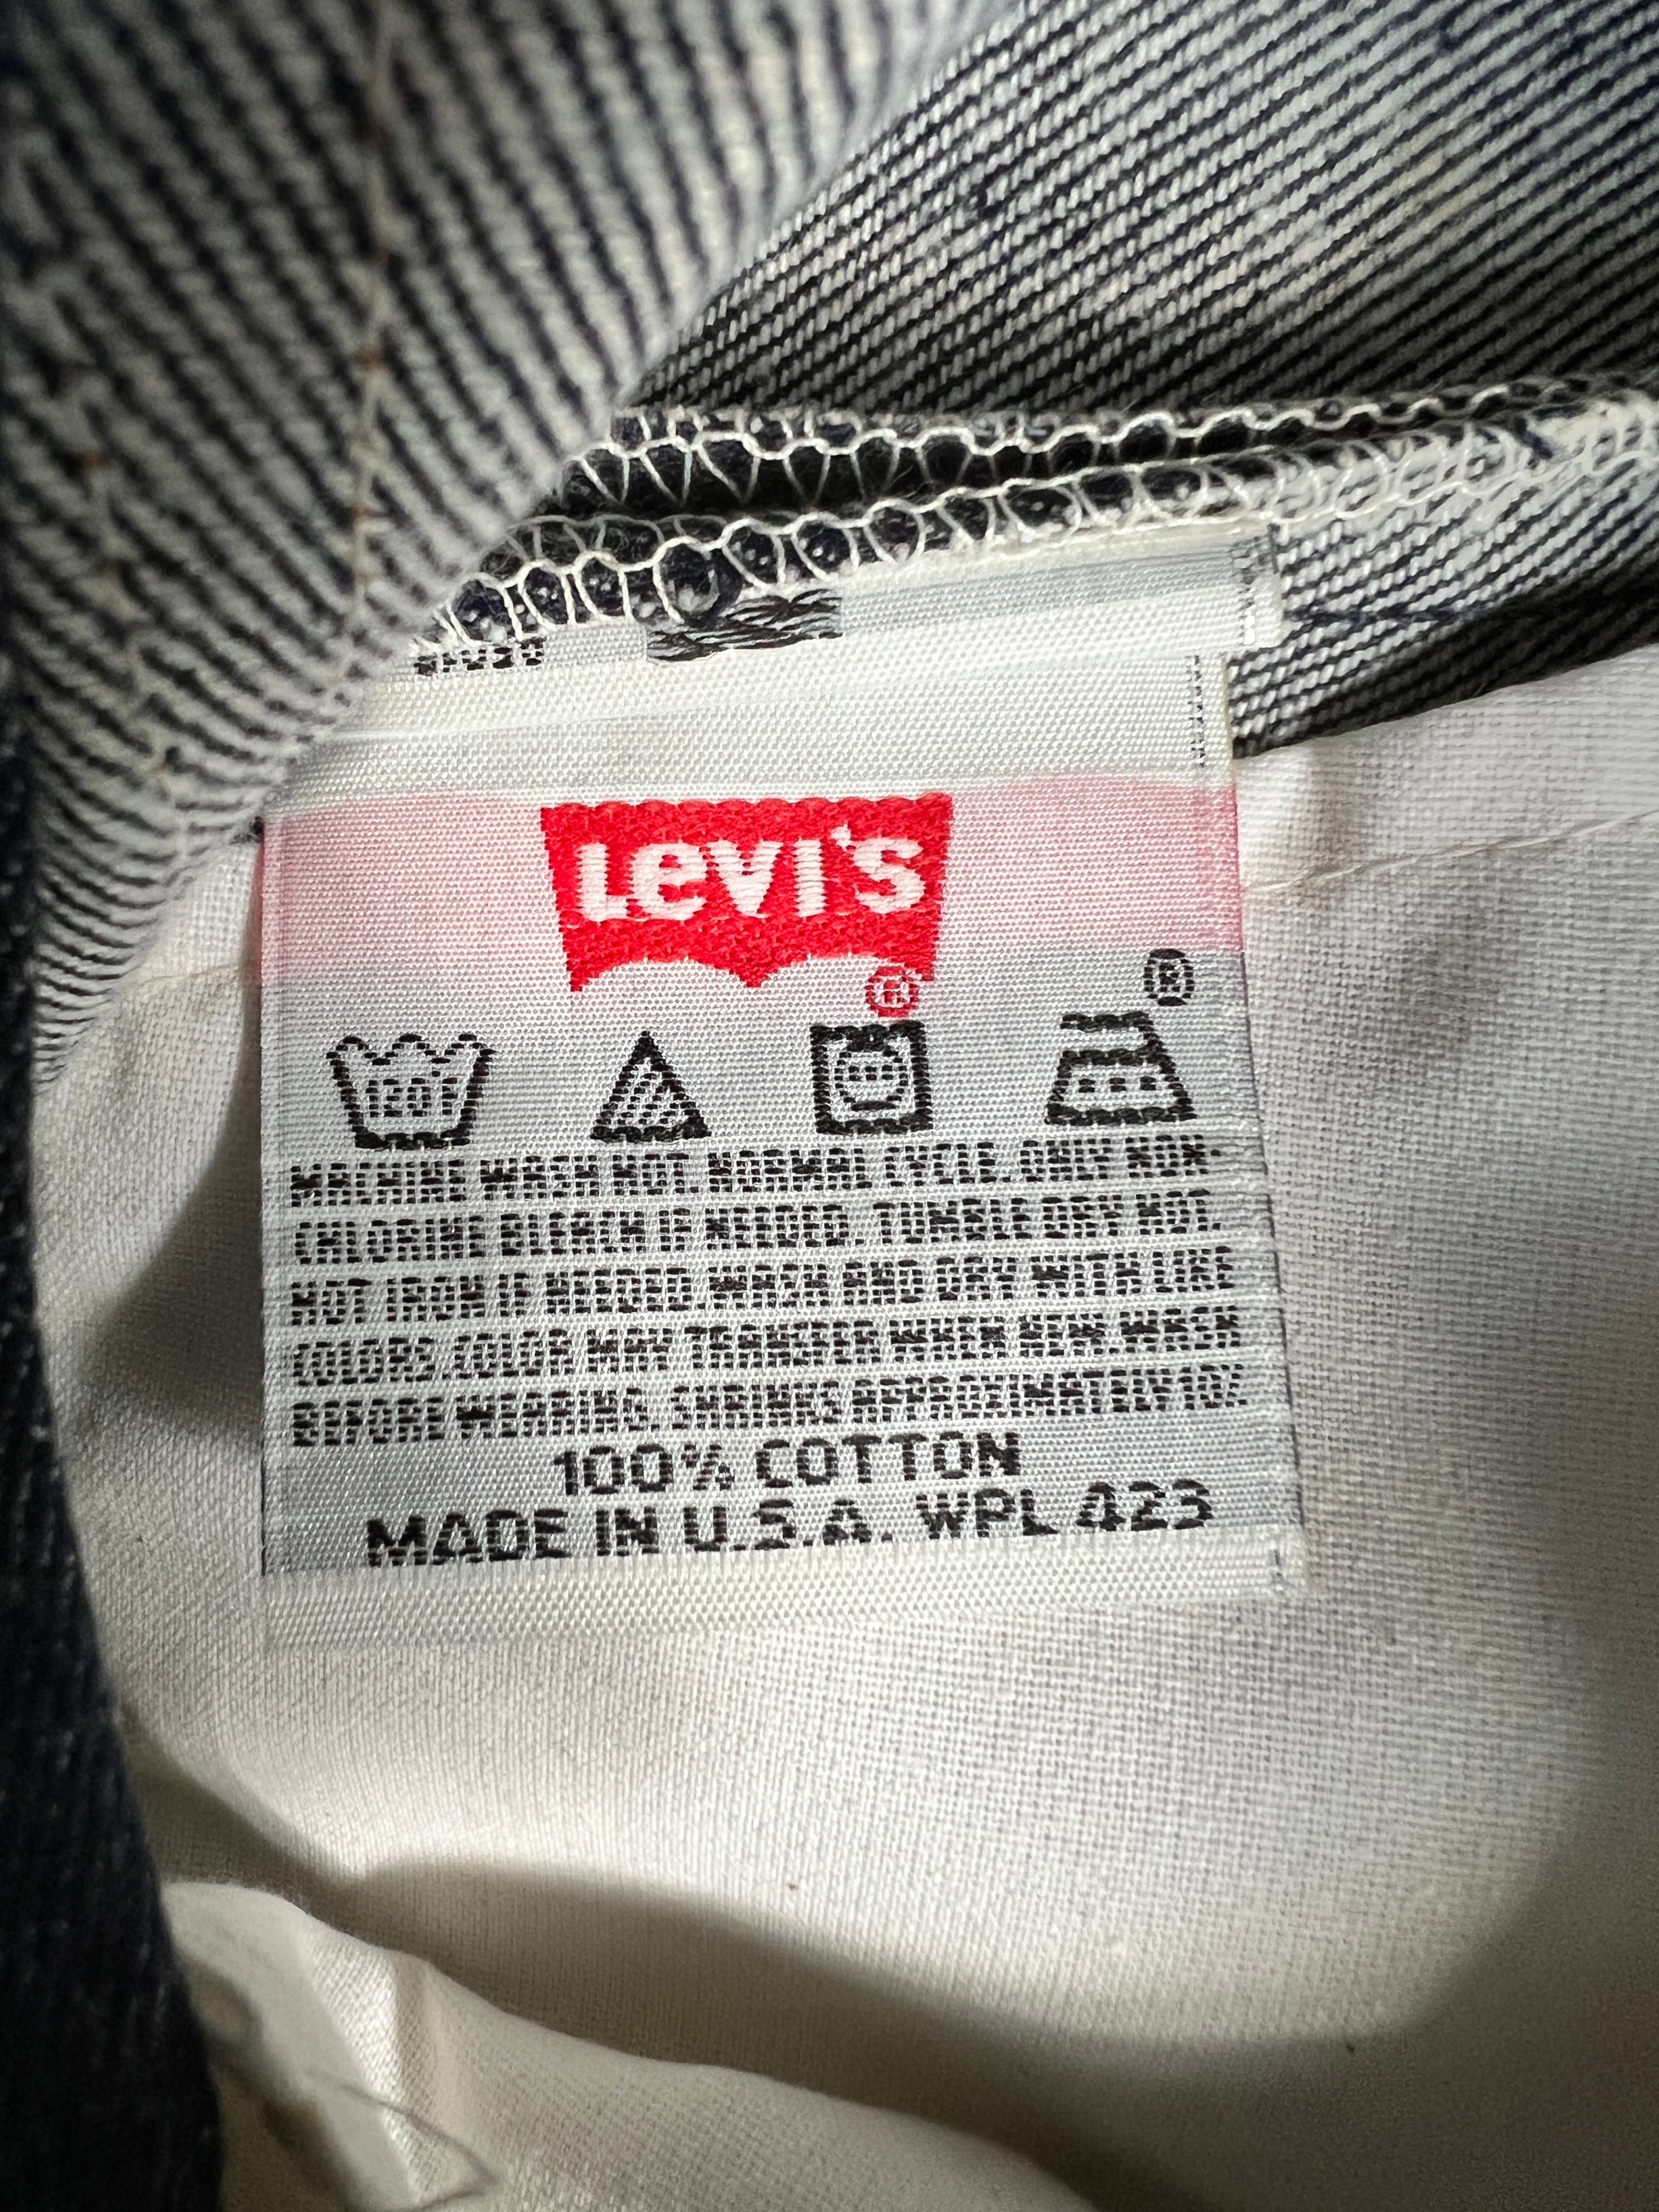 Levi's
®
®
120F
MACHINE WASH HOT. NORMAL CYCLE. ONLY NON-
CHLORINE BLEACH IF NEEDED. TUMBLE DRY HOT.
HOT IRON IF NEEDED. WASH AND DRY WITH LIKE
COLORS. COLOR MAY TRANSFER WHEN NEW. WASH
BEFORE WEARING. SHRINKS APPROXIMATELY 10%.
100% COTTON
MADE IN U.S.A. WPL 423